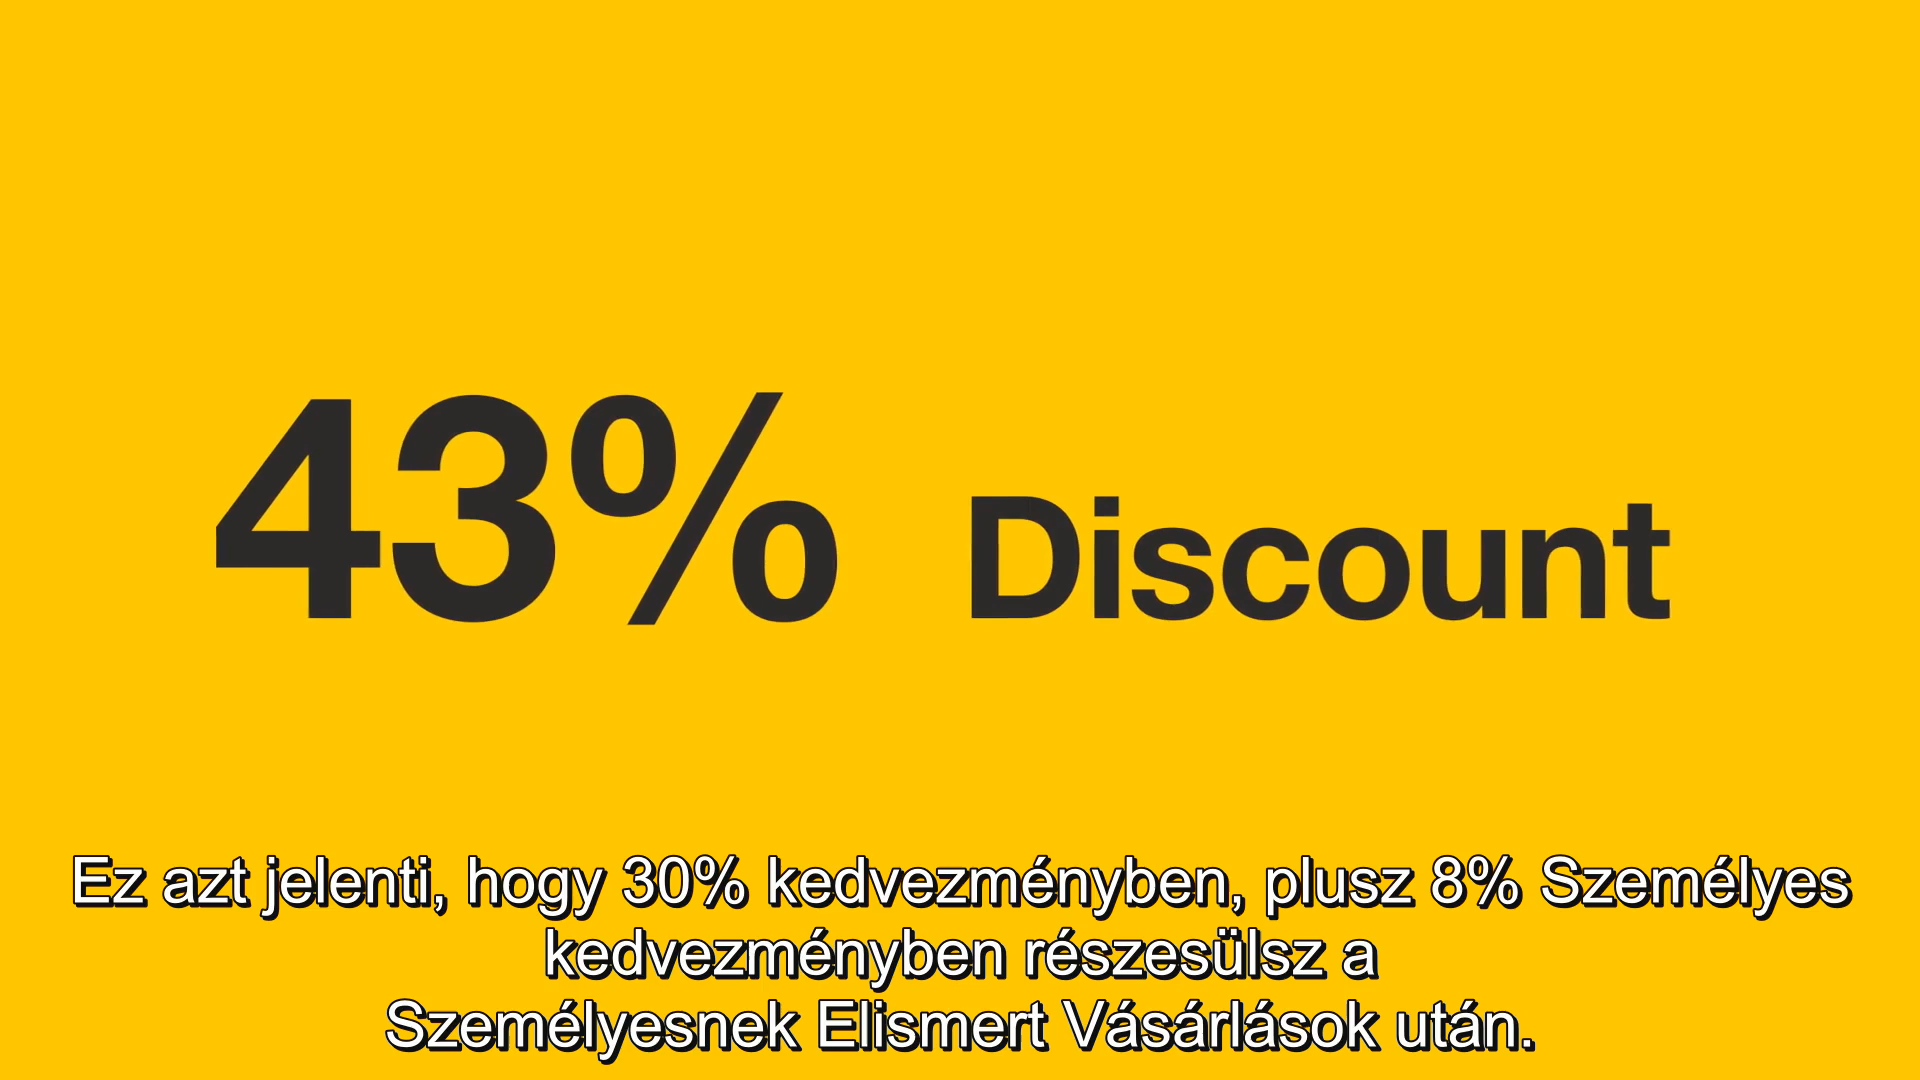 43% Discount
Ez azt jelenti, hogy 30% kedvezményben, plusz 8% Személyes
kedvezményben részesülsz a
Személyesnek Elismert Vásárlások után.